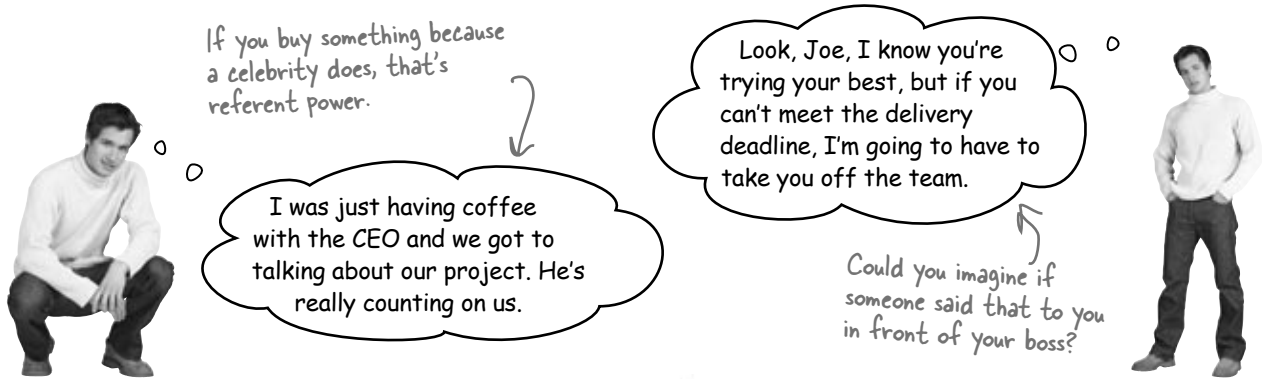 If you buy something because
a celebrity does, that's
referent power.
I was just having coffee
with the CEO and we got to
talking about our project. He's
really counting on us.
Look, Joe, I know you're
trying your best, but if you
can't meet the delivery
deadline, I'm going to have to
take you off the team.
Could you imagine if
someone said that to you
in front of your boss?